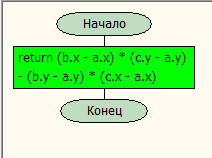 Начало
return (b.x - a.x) * (c.y - a.y)
- (b.y - a.y) * (c.x - a.x)
Конец